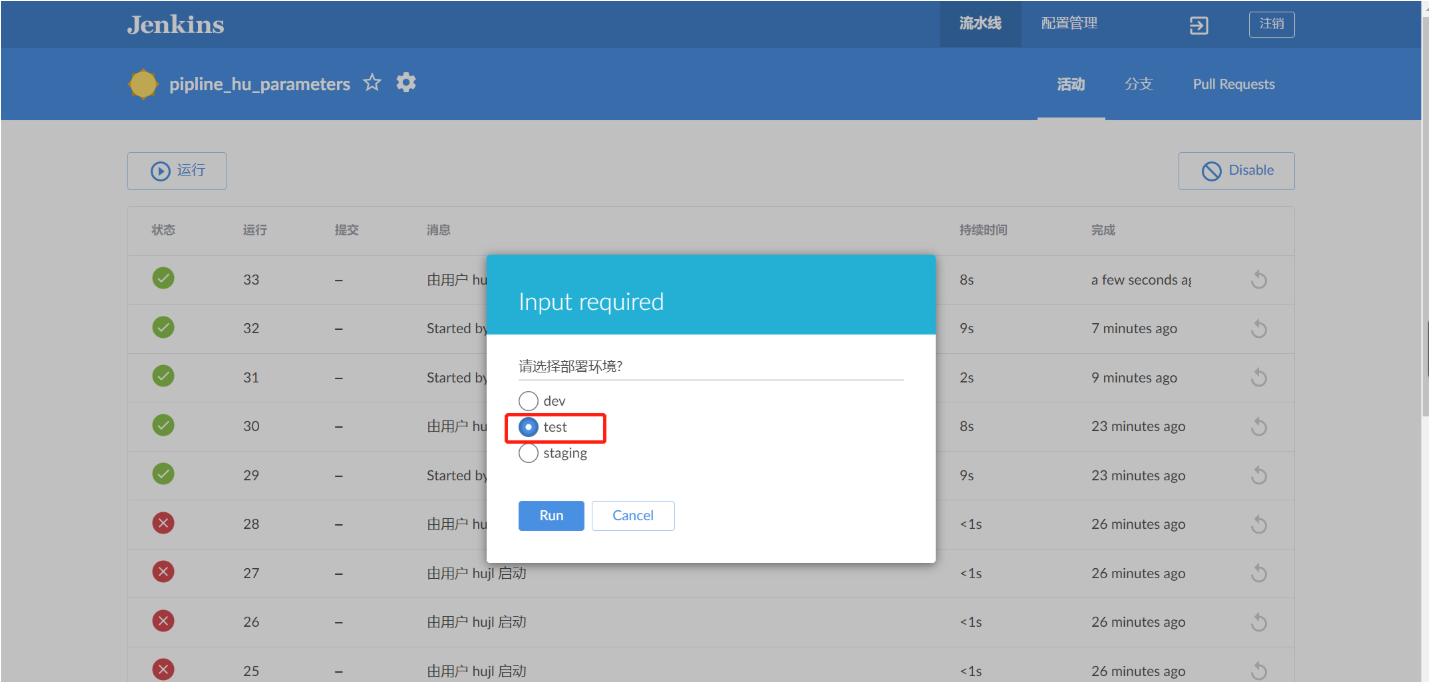 Jenkins 流水线 配置管理 注销
pipline_hu_parameters 活动 分支 Pull Requests
运行 Disable
状态 运行 提交 消息 持续时间 完成
33 – 由用户 hu 8s a few seconds ag
32 – Started by 9s 7 minutes ago
31 – Started by 2s 9 minutes ago
30 – 由用户 hu 8s 23 minutes ago
29 – Started by 9s 23 minutes ago
28 – 由用户 hu <1s 26 minutes ago
27 – 由用户 hujl 启动 <1s 26 minutes ago
26 – 由用户 hujl 启动 <1s 26 minutes ago
25 – 由用户 hujl 启动 <1s 26 minutes ago
Input required
请选择部署环境?
dev
test
staging
Run Cancel